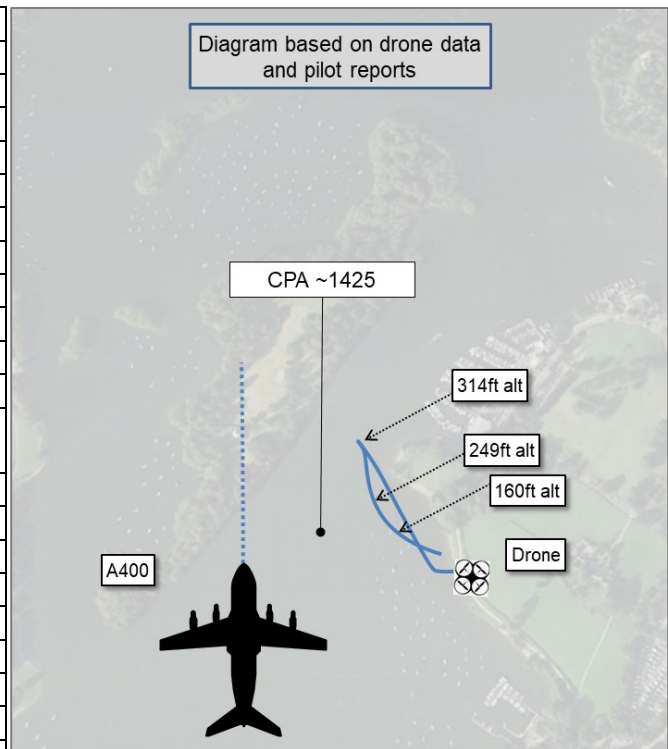 Diagram based on drone data
and pilot reports
CPA ~1425
314ft alt
249ft alt
160ft alt
Drone
A400